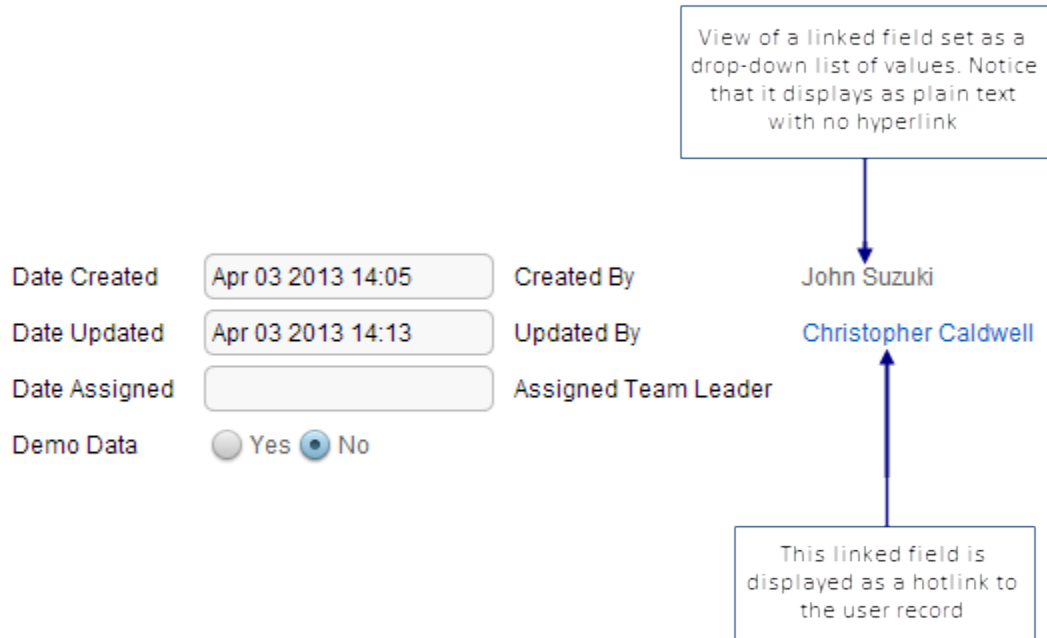 View of a linked field set as a
drop-down list of values. Notice
that it displays as plain text
with no hyperlink
Date Created Apr 03 2013 14:05 Created By John Suzuki
Date Updated Apr 03 2013 14:13 Updated By Christopher Caldwell
Date Assigned Assigned Team Leader
Demo Data Yes No
This linked field is
displayed as a hotlink to
the user record